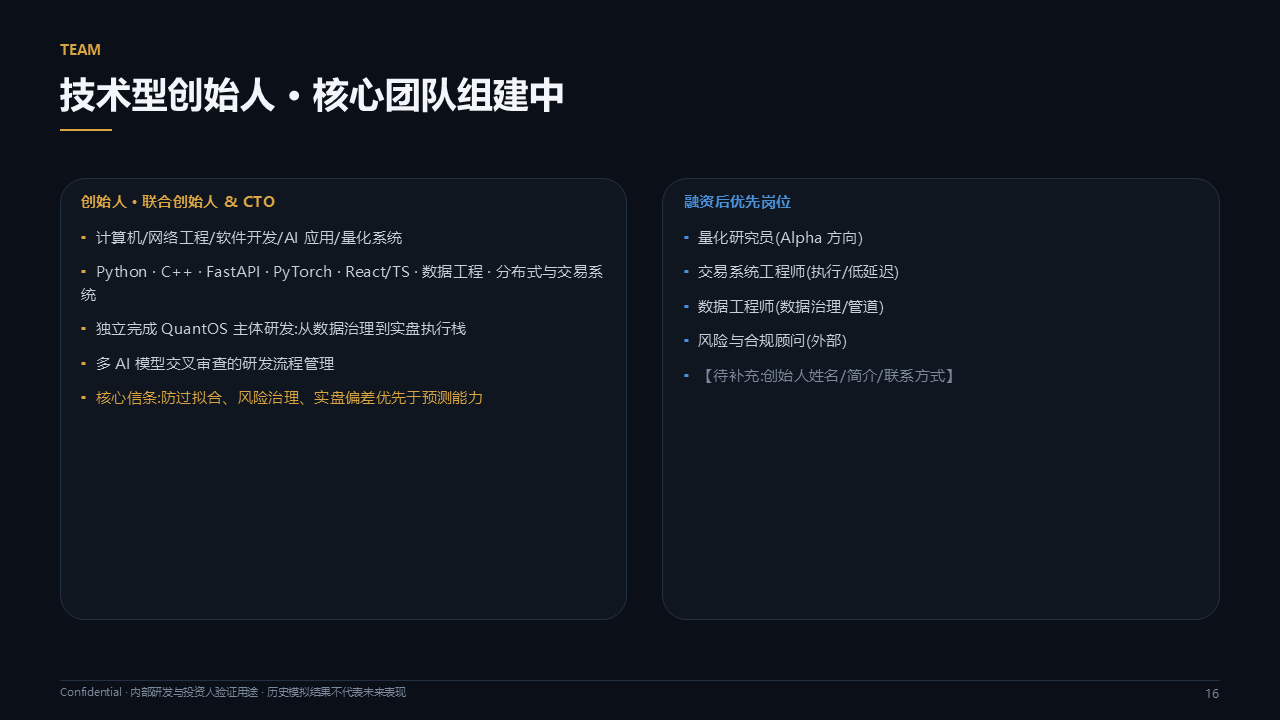 TEAM
技术型创始人 · 核心团队组建中
创始人 · 联合创始人 & CTO
▪ 计算机/网络工程/软件开发/AI 应用/量化系统
▪ Python · C++ · FastAPI · PyTorch · React/TS · 数据工程 · 分布式与交易系
统
▪ 独立完成 QuantOS 主体研发:从数据治理到实盘执行栈
▪ 多 AI 模型交叉审查的研发流程管理
▪ 核心信条:防过拟合、风险治理、实盘偏差优先于预测能力
融资后优先岗位
▪ 量化研究员(Alpha 方向)
▪ 交易系统工程师(执行/低延迟)
▪ 数据工程师(数据治理/管道)
▪ 风险与合规顾问(外部)
▪ 【待补充:创始人姓名/简介/联系方式】
Confidential · 内部研发与投资人验证用途 · 历史模拟结果不代表未来表现
16